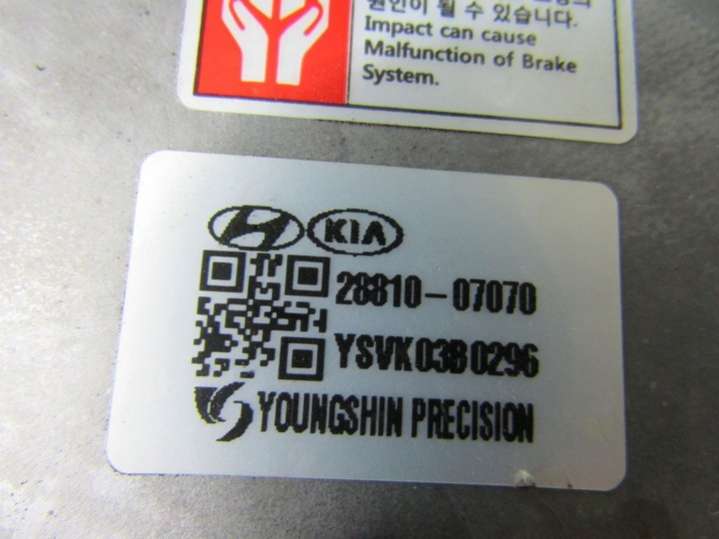 원인이 될 수 있습니다.
Impact can cause
Malfunction of Brake
System.
KIA
28810-07070
YSVK03B0296
YOUNGSHIN PRECISION